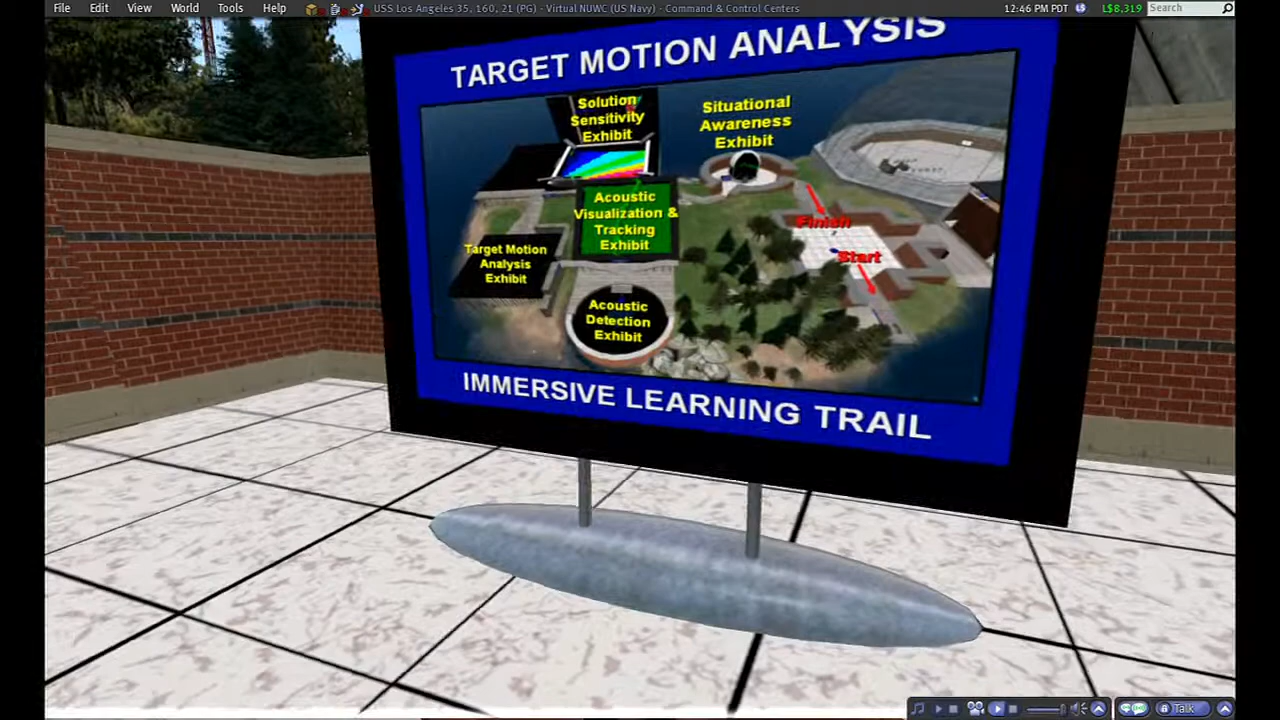 File Edit View World Tools Help USS Los Angeles 35, 160, 21 (PG) - Virtual NUWC (US Navy) - Command & Control Centers 12:46 PM PDT L$8,319 Search
TARGET MOTION ANALYSIS
Solution
Sensitivity
Exhibit
Situational
Awareness
Exhibit
Acoustic
Visualization &
Tracking
Exhibit
Finish
Target Motion
Analysis
Exhibit
Start
Acoustic
Detection
Exhibit
IMMERSIVE LEARNING TRAIL
Talk